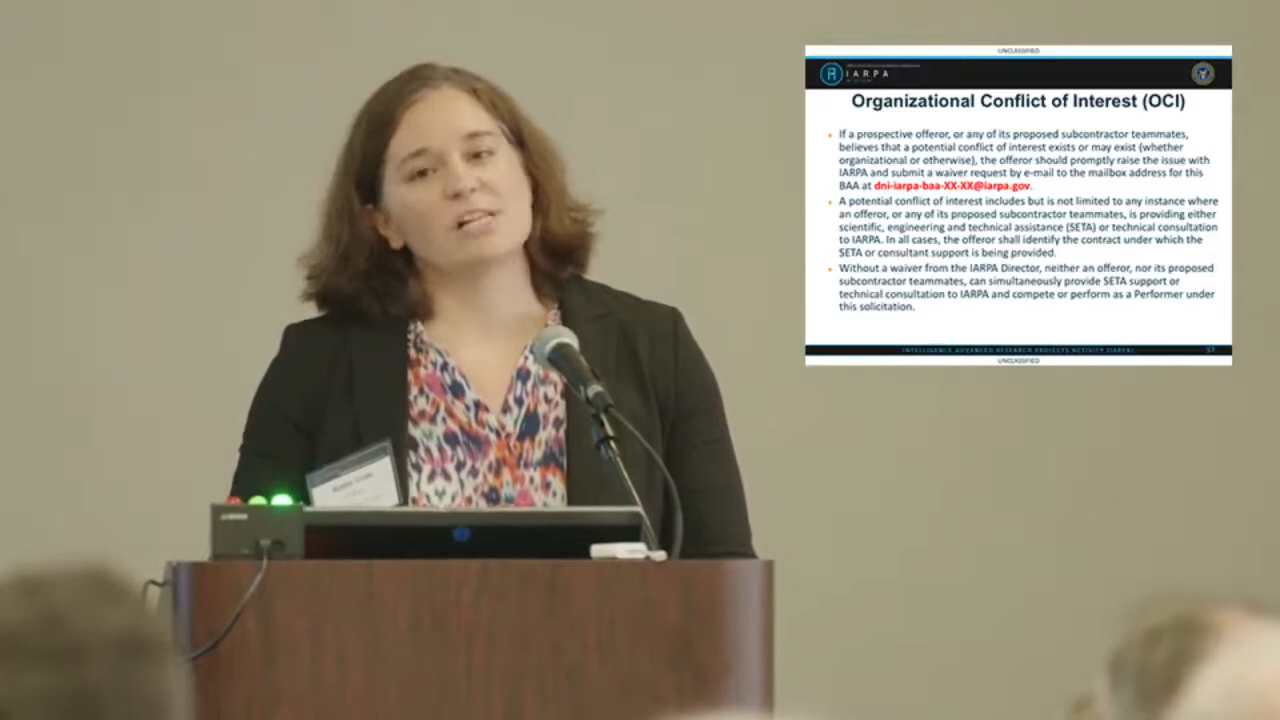 UNCLASSIFIED
IARPA
Organizational Conflict of Interest (OCI)
If a prospective offeror, or any of its proposed subcontractor teammates,
believes that a potential conflict of interest exists or may exist (whether
organizational or otherwise), the offeror should promptly raise the issue with
IARPA and submit a waiver request by e-mail to the mailbox address for this
BAA at dni-iarpa-baa-XX-XX@iarpa.gov.
A potential conflict of interest includes but is not limited to any instance where
an offeror, or any of its proposed subcontractor teammates, is providing either
scientific, engineering and technical assistance (SETA) or technical consultation
to IARPA. In all cases, the offeror shall identify the contract under which the
SETA or consultant support is being provided.
Without a waiver from the IARPA Director, neither an offeror, nor its proposed
subcontractor teammates, can simultaneously provide SETA support or
technical consultation to IARPA and compete or perform as a Performer under
this solicitation.
INTELLIGENCE ADVANCED RESEARCH PROJECTS ACTIVITY (IARPA)
UNCLASSIFIED